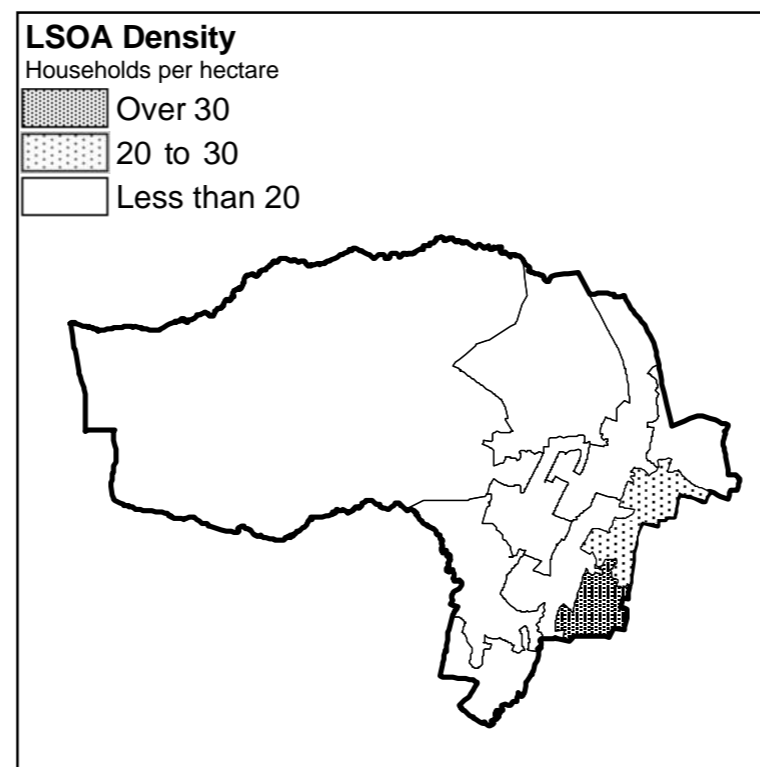 LSOA Density
Households per hectare
Over 30
20 to 30
Less than 20